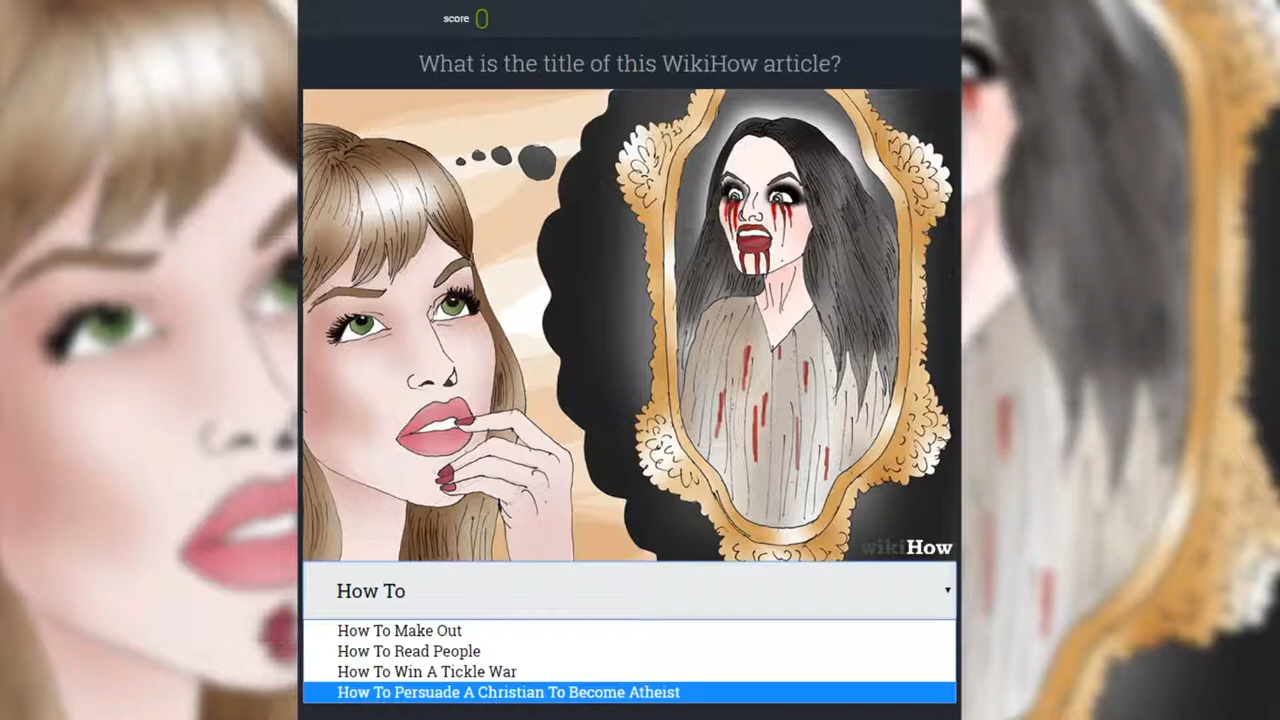 score 0
What is the title of this WikiHow article?
wikiHow
How To
How To Make Out
How To Read People
How To Win A Tickle War
How To Persuade A Christian To Become Atheist